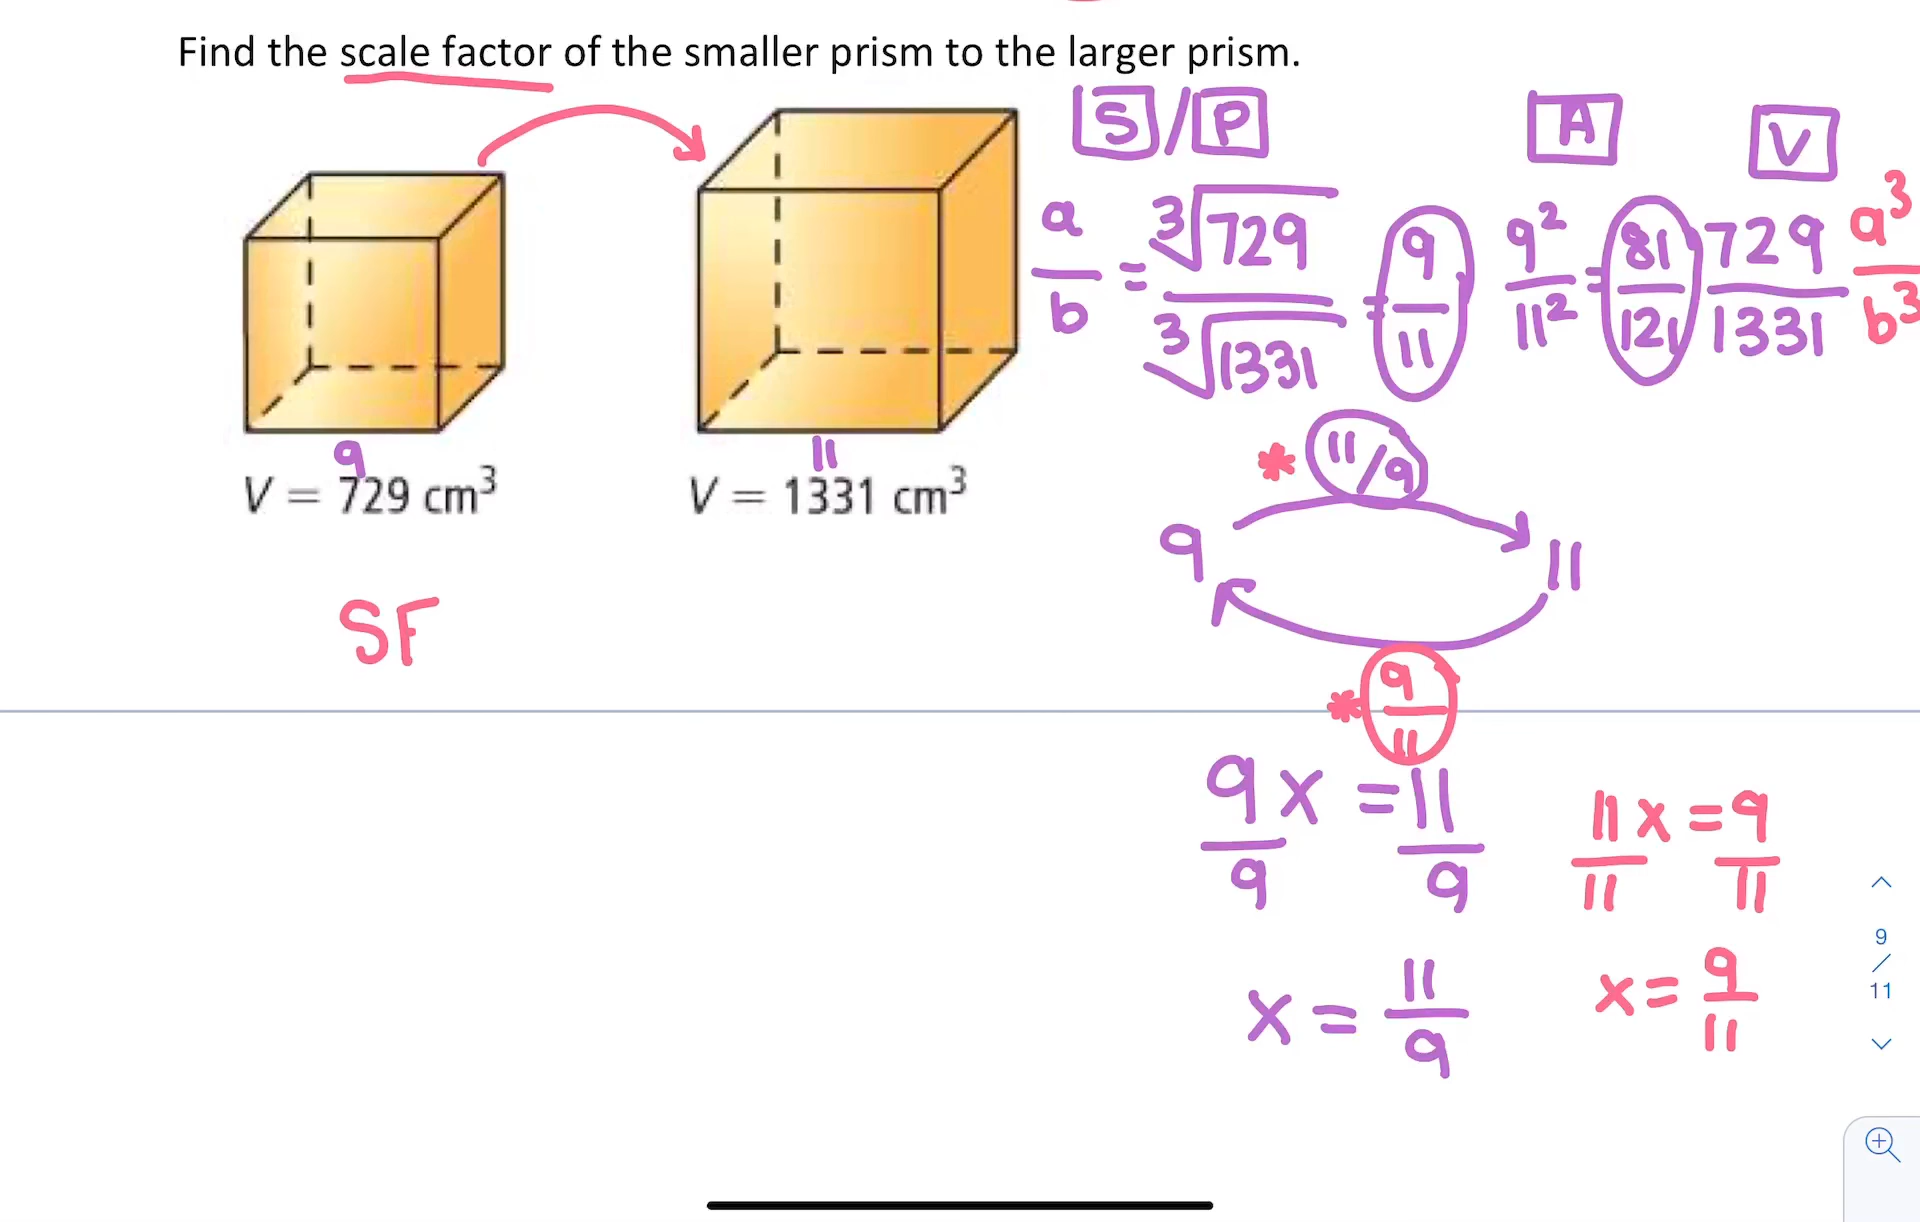 Find the scale factor of the smaller prism to the larger prism.
S / P
A
V
a/b = ∛729/∛1331 = 9/11
9²/11² = 81/121
729/1331
a³/b³
9
11
V = 729 cm³
V = 1331 cm³
* 11/9
9
11
SF
* 9/11
9x = 11
9 9
x = 11/9
11x = 9
11 11
x = 9/11
9
/
11